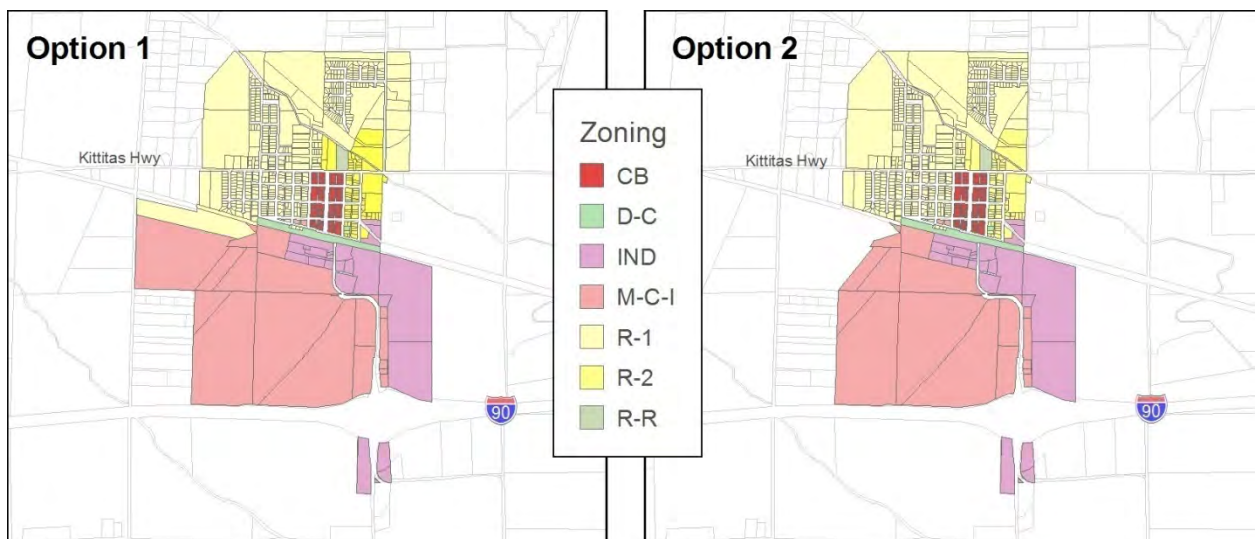 Option 1
Kittitas Hwy
90
Zoning
CB
D-C
IND
M-C-I
R-1
R-2
R-R
Option 2
Kittitas Hwy
90